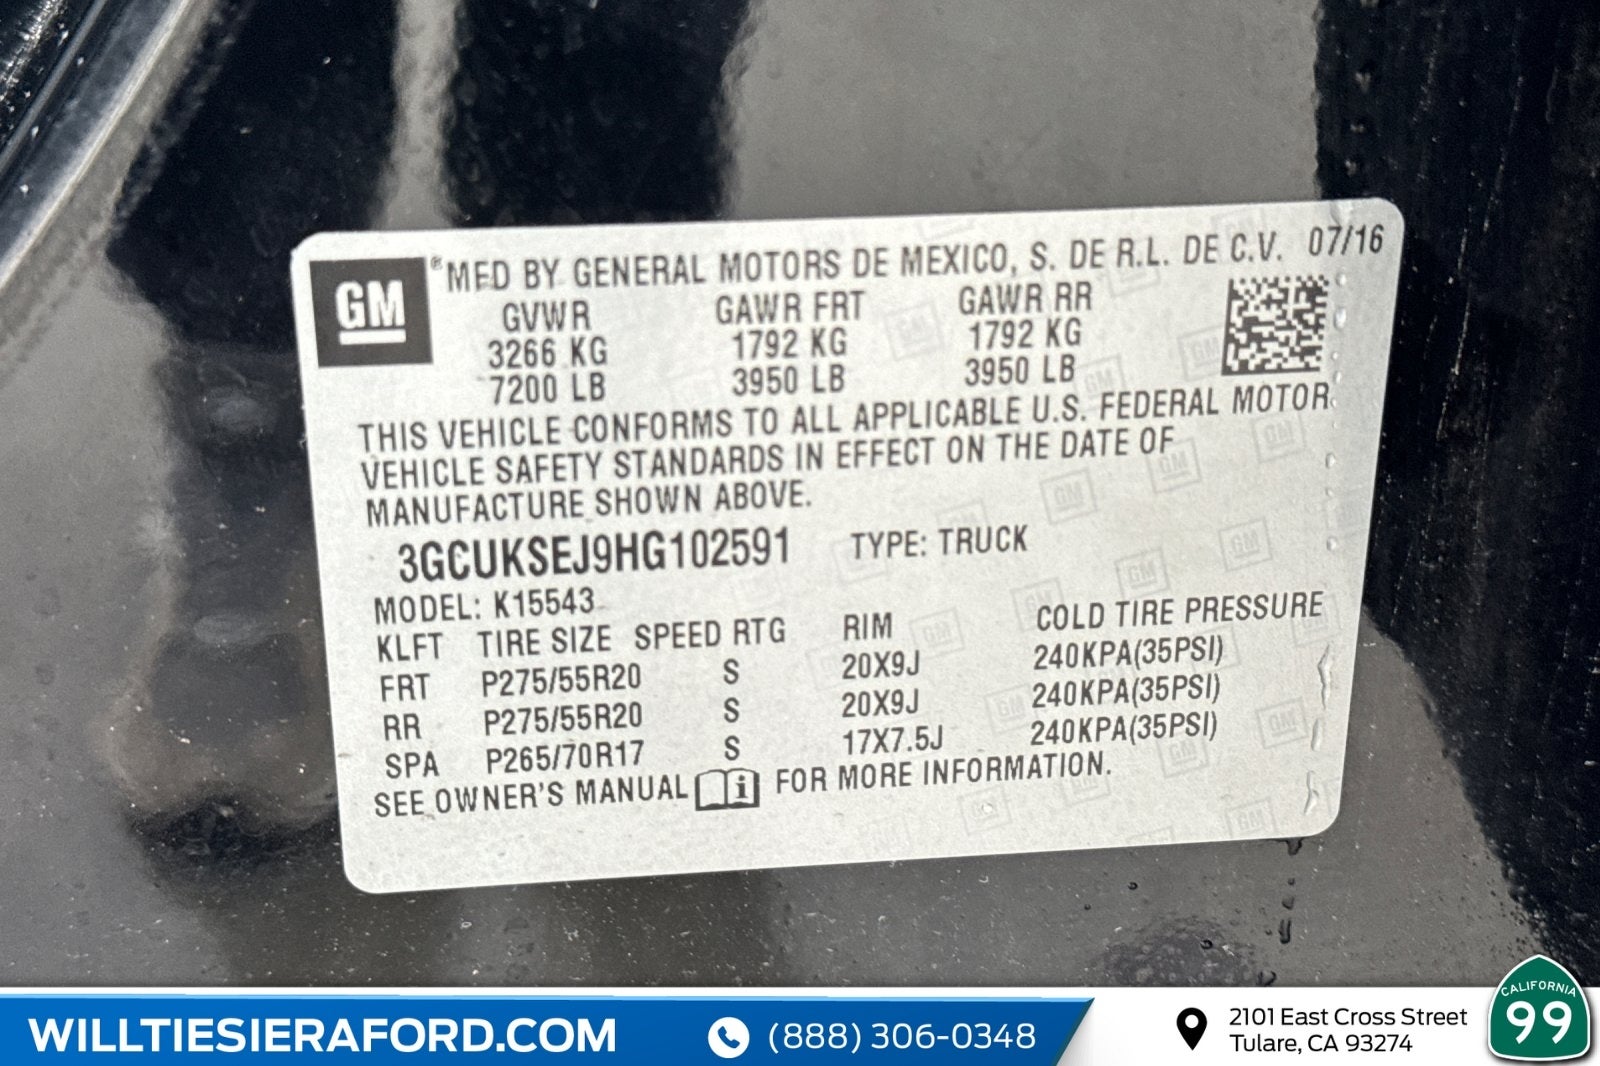 GM
® MFD BY GENERAL MOTORS DE MEXICO, S. DE R.L. DE C.V. 07/16
GVWR GAWR FRT GAWR RR
3266 KG 1792 KG 1792 KG
7200 LB 3950 LB 3950 LB
THIS VEHICLE CONFORMS TO ALL APPLICABLE U.S. FEDERAL MOTOR
VEHICLE SAFETY STANDARDS IN EFFECT ON THE DATE OF
MANUFACTURE SHOWN ABOVE.
3GCUKSEJ9HG102591 TYPE: TRUCK
MODEL: K15543
KLFT TIRE SIZE SPEED RTG RIM COLD TIRE PRESSURE
FRT P275/55R20 S 20X9J 240KPA(35PSI)
RR P275/55R20 S 20X9J 240KPA(35PSI)
SPA P265/70R17 S 17X7.5J 240KPA(35PSI)
SEE OWNER'S MANUAL i FOR MORE INFORMATION.
WILLTIESIERAFORD.COM
(888) 306-0348
2101 East Cross Street
Tulare, CA 93274
CALIFORNIA
99